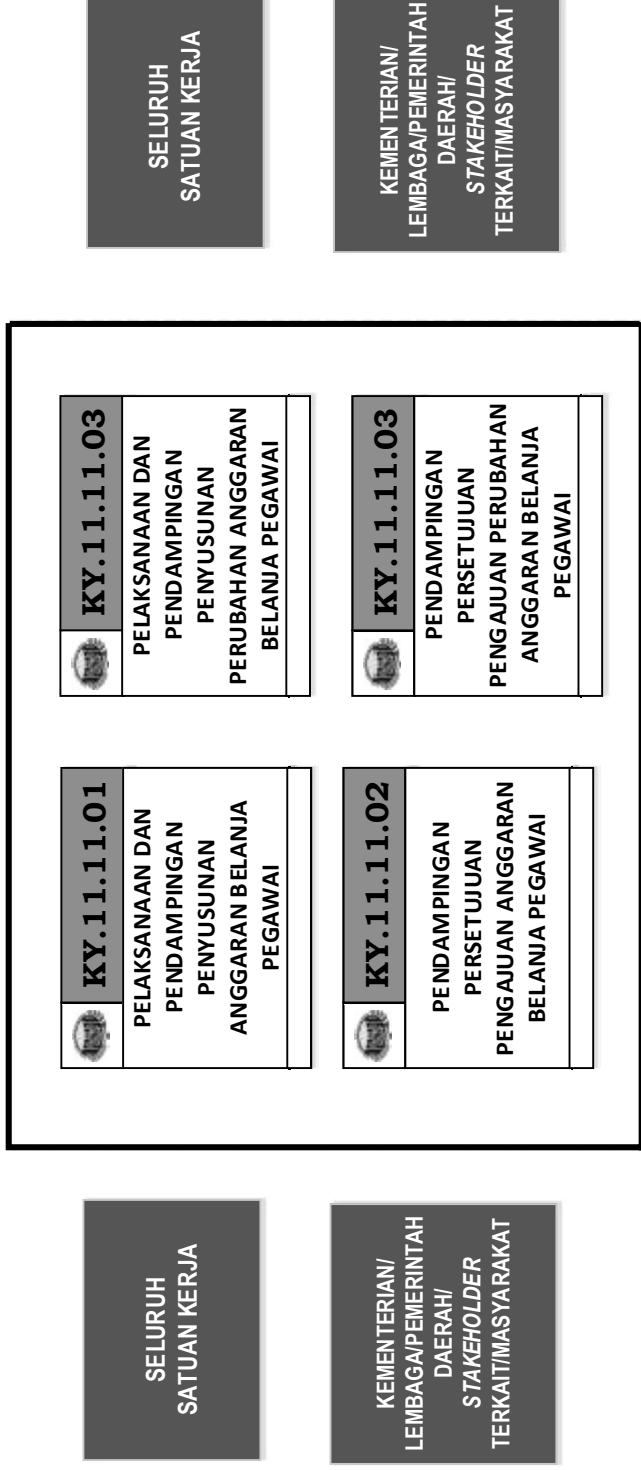 SELURUH
SATUAN KERJA
KEMENTERIAN/
LEMBAGA/PEMERINTAH
DAERAH/
STAKEHOLDER
TERKAIT/MASYARAKAT
KY.11.11.01
PELAKSANAAN DAN
PENDAMPINGAN
PENYUSUNAN
ANGGARAN BELANJA
PEGAWAI
KY.11.11.03
PELAKSANAAN DAN
PENDAMPINGAN
PENYUSUNAN
PERUBAHAN ANGGARAN
BELANJA PEGAWAI
KY.11.11.02
PENDAMPINGAN
PERSETUJUAN
PENGAJUAN ANGGARAN
BELANJA PEGAWAI
KY.11.11.03
PENDAMPINGAN
PERSETUJUAN
PENGAJUAN PERUBAHAN
ANGGARAN BELANJA
PEGAWAI
SELURUH
SATUAN KERJA
KEMENTERIAN/
LEMBAGA/PEMERINTAH
DAERAH/
STAKEHOLDER
TERKAIT/MASYARAKAT